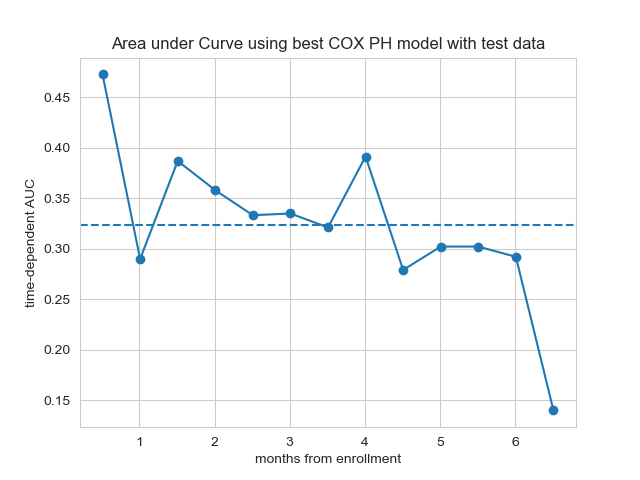 Area under Curve using best COX PH model with test data
time-dependent AUC
0.45
0.40
0.35
0.30
0.25
0.20
0.15
1 2 3 4 5 6
months from enrollment